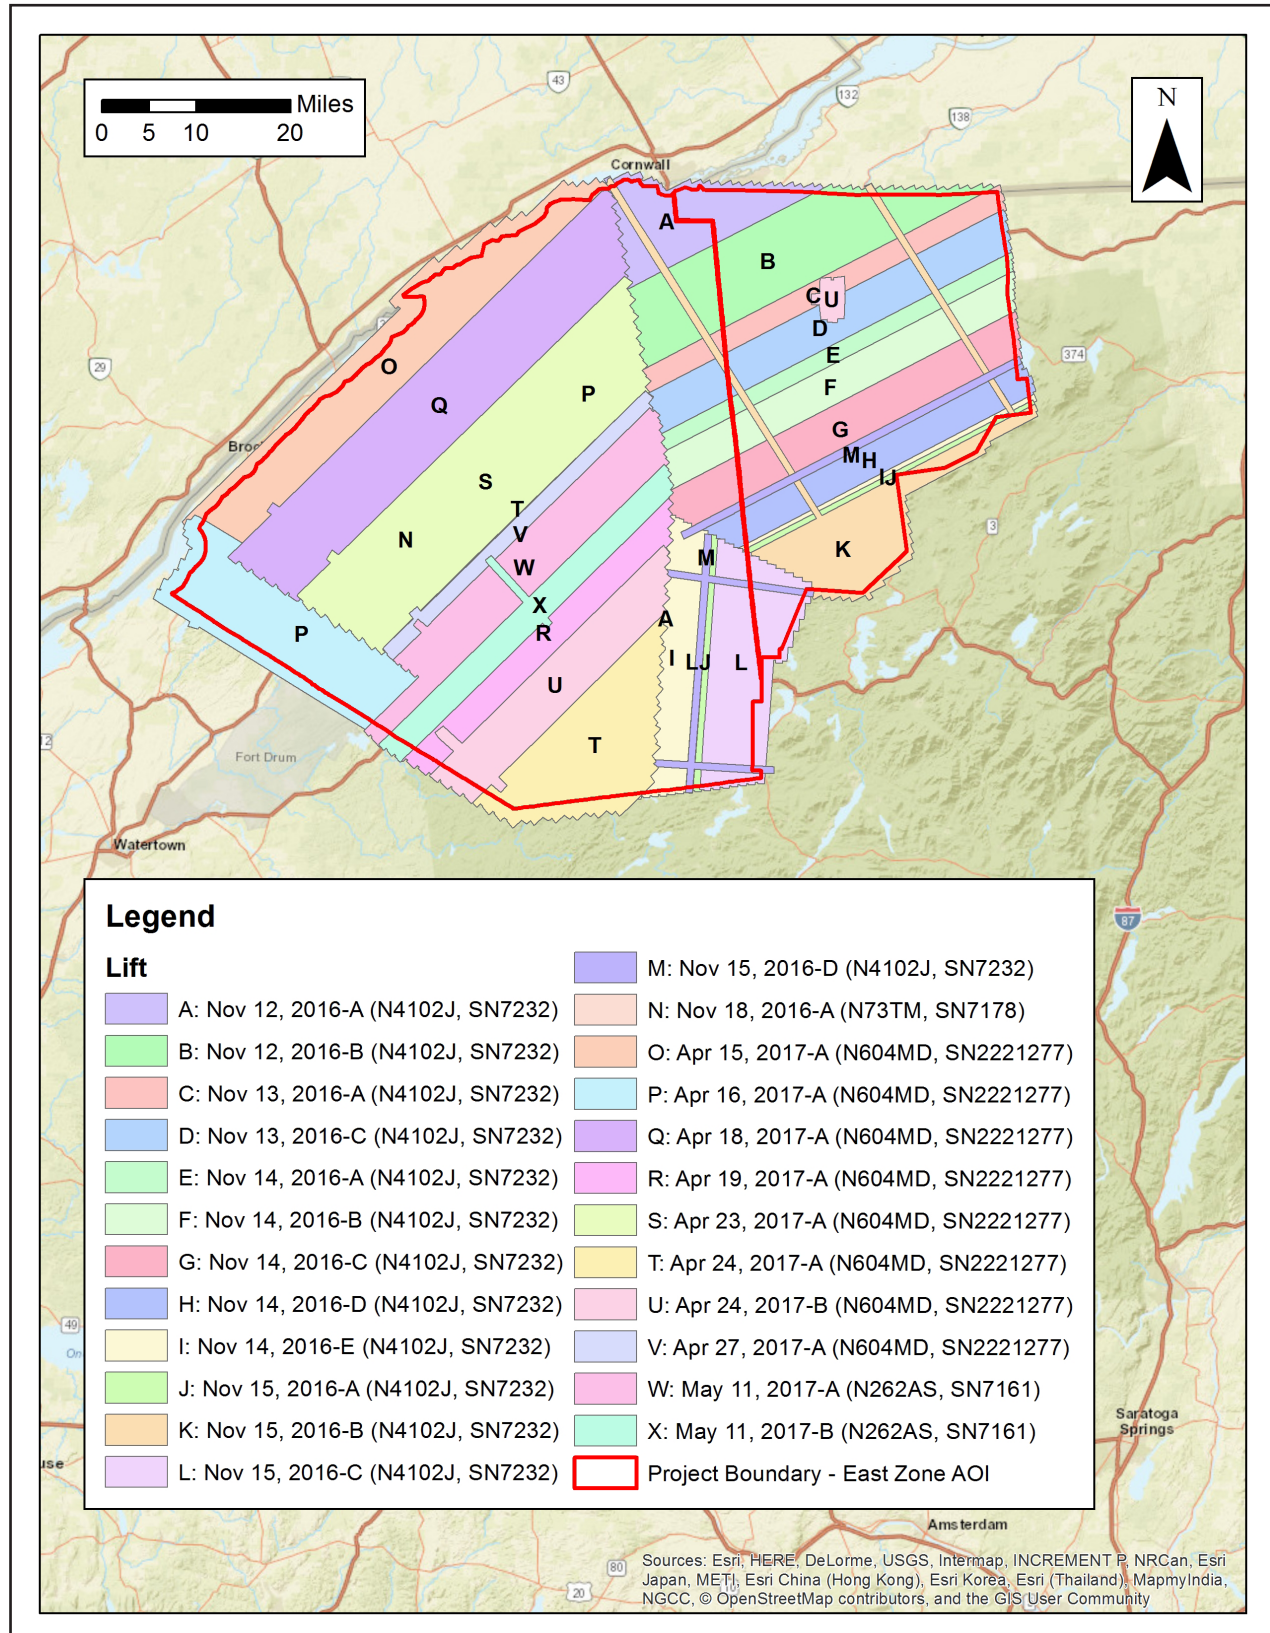 43
132
138
N
Miles
0 5 10 20
Cornwall
A
B
C U
D
E
F
G
M H
IJ
K
374
29
3
O
Q
P
S
T
V
N
W
X
R
P
U
T
M
A
I
LJ
L
Fort Drum
12
Watertown
87
Legend
Lift
A: Nov 12, 2016-A (N4102J, SN7232)
B: Nov 12, 2016-B (N4102J, SN7232)
C: Nov 13, 2016-A (N4102J, SN7232)
D: Nov 13, 2016-C (N4102J, SN7232)
E: Nov 14, 2016-A (N4102J, SN7232)
F: Nov 14, 2016-B (N4102J, SN7232)
G: Nov 14, 2016-C (N4102J, SN7232)
H: Nov 14, 2016-D (N4102J, SN7232)
I: Nov 14, 2016-E (N4102J, SN7232)
J: Nov 15, 2016-A (N4102J, SN7232)
K: Nov 15, 2016-B (N4102J, SN7232)
L: Nov 15, 2016-C (N4102J, SN7232)
M: Nov 15, 2016-D (N4102J, SN7232)
N: Nov 18, 2016-A (N73TM, SN7178)
O: Apr 15, 2017-A (N604MD, SN2221277)
P: Apr 16, 2017-A (N604MD, SN2221277)
Q: Apr 18, 2017-A (N604MD, SN2221277)
R: Apr 19, 2017-A (N604MD, SN2221277)
S: Apr 23, 2017-A (N604MD, SN2221277)
T: Apr 24, 2017-A (N604MD, SN2221277)
U: Apr 24, 2017-B (N604MD, SN2221277)
V: Apr 27, 2017-A (N604MD, SN2221277)
W: May 11, 2017-A (N262AS, SN7161)
X: May 11, 2017-B (N262AS, SN7161)
Project Boundary - East Zone AOI
49
Saratoga
Springs
Amsterdam
80
20
Sources: Esri, HERE, DeLorme, USGS, Intermap, INCREMENT P, NRCan, Esri
Japan, METI, Esri China (Hong Kong), Esri Korea, Esri (Thailand), MapmyIndia,
NGCC, © OpenStreetMap contributors, and the GIS User Community